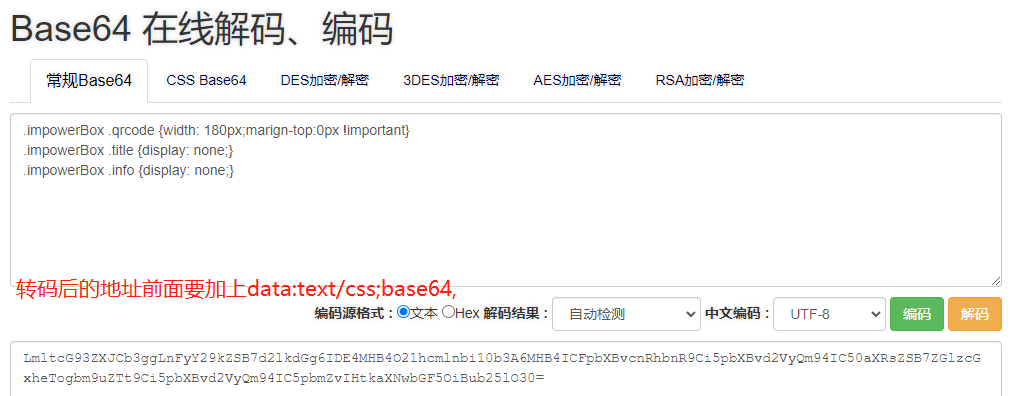 Base64 在线解码、编码
常规Base64 CSS Base64 DES加密/解密 3DES加密/解密 AES加密/解密 RSA加密/解密
.impowerBox .qrcode {width: 180px;marign-top:0px !important}
.impowerBox .title {display: none;}
.impowerBox .info {display: none;}
转码后的地址前面要加上data:text/css;base64,
编码源格式：文本 Hex 解码结果： 自动检测 中文编码： UTF-8 编码 解码
LmltcG93ZXJCb3ggLnFyY29kZSB7d2lkdGg6IDE4MHB4O21hcmlnbi10b3A6MHB4ICFpbXBvcnRhbnR9Ci5pbXBvd2VyQm94IC50aXRsZSB7ZGlzcG
xheTogbm9uZTt9Ci5pbXBvd2VyQm94IC5pbmZvIHtkaXNwbGF5OiBub25lO30=